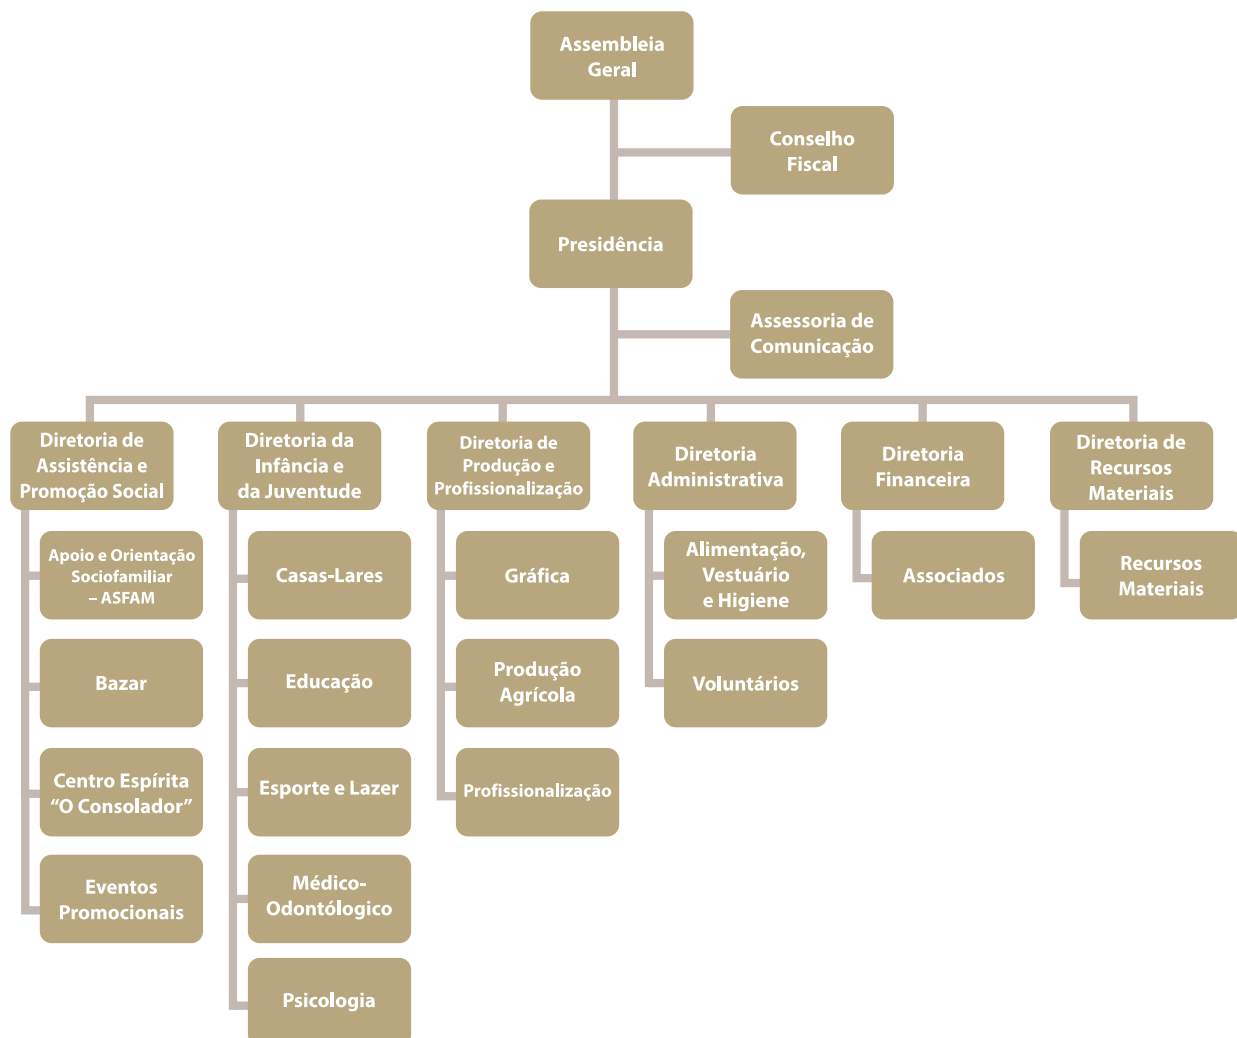 Assembleia
Geral
Conselho
Fiscal
Presidência
Assessoria de
Comunicação
Diretoria de
Assistência e
Promoção Social
Diretoria da
Infância e
da Juventude
Diretoria de
Produção e
Profissionalização
Diretoria
Administrativa
Diretoria
Financeira
Diretoria de
Recursos
Materiais
Apoio e Orientação
Sociofamiliar
– ASFAM
Casas-Lares
Gráfica
Alimentação,
Vestuário
e Higiene
Associados
Recursos
Materiais
Bazar
Educação
Produção
Agrícola
Voluntários
Centro Espírita
“O Consolador”
Esporte e Lazer
Profissionalização
Eventos
Promocionais
Médico-
Odontólogico
Psicologia